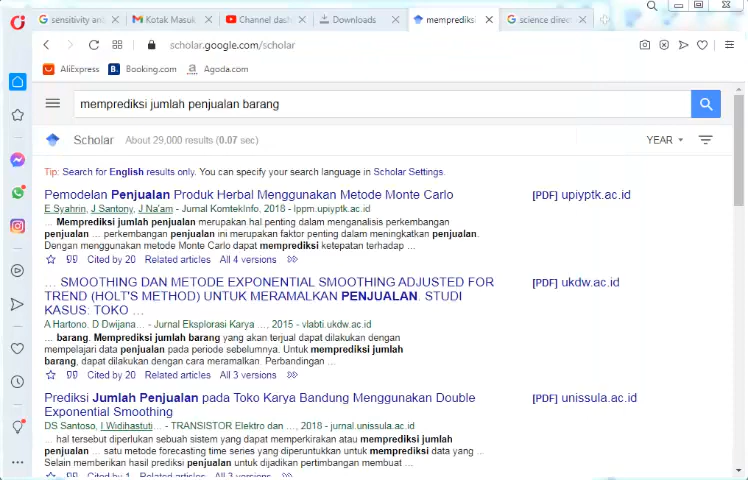 sensitivity an
Kotak Masuk
Channel dash
Downloads
memprediks
science direc
scholar.google.com/scholar
AliExpress
B. Booking.com
a Agoda.com
memprediksi jumlah penjualan barang
Scholar About 29,000 results (0.07 sec) YEAR
Tip: Search for English results only. You can specify your search language in Scholar Settings.
Pemodelan Penjualan Produk Herbal Menggunakan Metode Monte Carlo
[PDF] upiyptk.ac.id
E Syahrin, J Santony, J Na'am - Jurnal KomtekInfo, 2018 - lppm.upiyptk.ac.id
... Memprediksi jumlah penjualan merupakan hal penting dalam menganalisis perkembangan
penjualan ... perkembangan penjualan ini merupakan faktor penting dalam meningkatkan penjualan.
Dengan menggunakan metode Monte Carlo dapat memprediksi ketepatan terhadap ...
Cited by 20 Related articles All 4 versions
... SMOOTHING DAN METODE EXPONENTIAL SMOOTHING ADJUSTED FOR
[PDF] ukdw.ac.id
TREND (HOLT'S METHOD) UNTUK MERAMALKAN PENJUALAN. STUDI
KASUS: TOKO ...
A Hartono, D Dwijana... - Jurnal Eksplorasi Karya ..., 2015 - vlabti.ukdw.ac.id
... barang. Memprediksi jumlah barang yang akan terjual dapat dilakukan dengan
mempelajari data penjualan pada periode sebelumnya. Untuk memprediksi jumlah
barang, dapat dilakukan dengan cara meramalkan. Perbandingan ...
Cited by 20 Related articles All 3 versions
Prediksi Jumlah Penjualan pada Toko Karya Bandung Menggunakan Double
[PDF] unissula.ac.id
Exponential Smoothing
DS Santoso, I Widihastuti... - TRANSISTOR Elektro dan ..., 2018 - jurnal.unissula.ac.id
... hal tersebut diperlukan sebuah sistem yang dapat memperkirakan atau memprediksi jumlah
penjualan ... satu metode forecasting time series yang diperuntukkan untuk memprediksi data yang ...
Selain memberikan hasil prediksi penjualan untuk dijadikan pertimbangan membuat ...
Cited by 1 Related articles All 3 versions